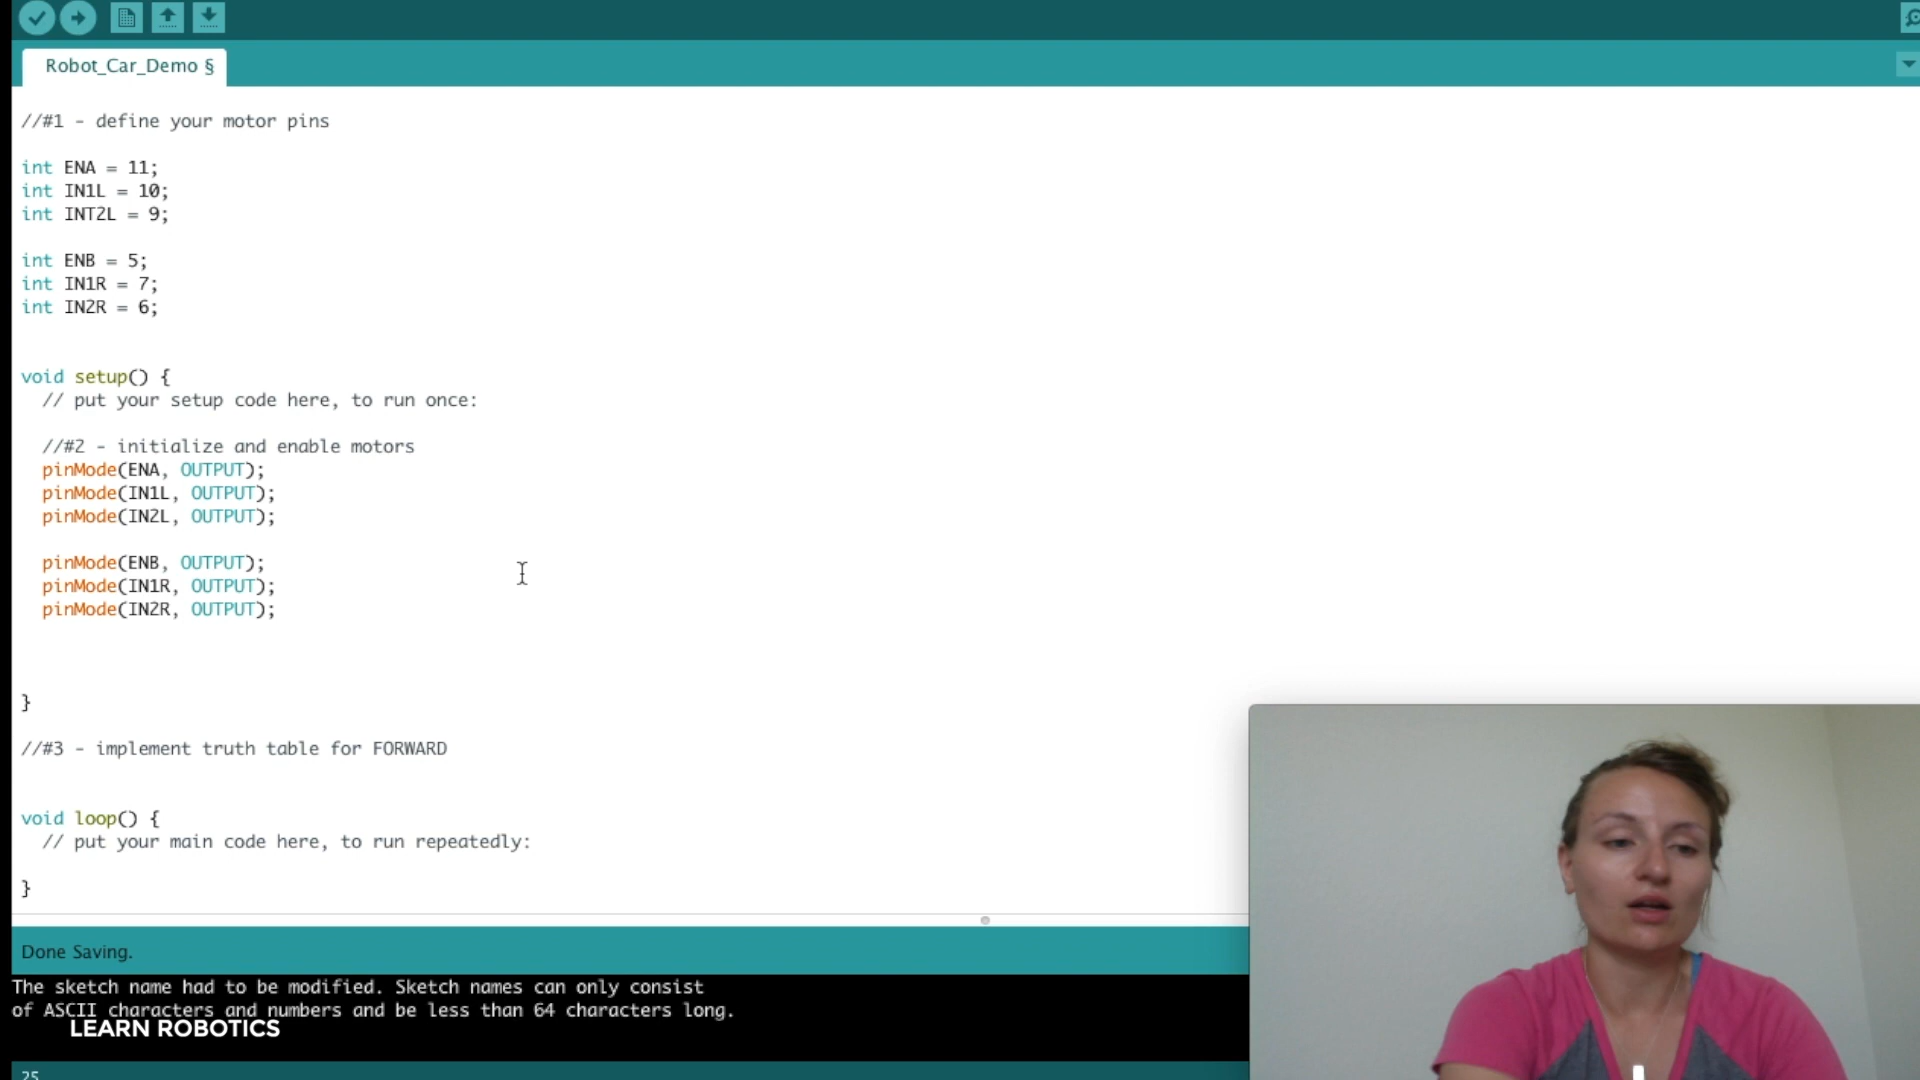 Robot_Car_Demo §
//#1 - define your motor pins
int ENA = 11;
int IN1L = 10;
int INT2L = 9;
int ENB = 5;
int IN1R = 7;
int IN2R = 6;
void setup() {
// put your setup code here, to run once:
//#2 - initialize and enable motors
pinMode(ENA, OUTPUT);
pinMode(IN1L, OUTPUT);
pinMode(IN2L, OUTPUT);
pinMode(ENB, OUTPUT);
pinMode(IN1R, OUTPUT);
pinMode(IN2R, OUTPUT);
}
//#3 - implement truth table for FORWARD
void loop() {
// put your main code here, to run repeatedly:
}
Done Saving.
The sketch name had to be modified. Sketch names can only consist
of ASCII characters and numbers and be less than 64 characters long.
LEARN ROBOTICS
25